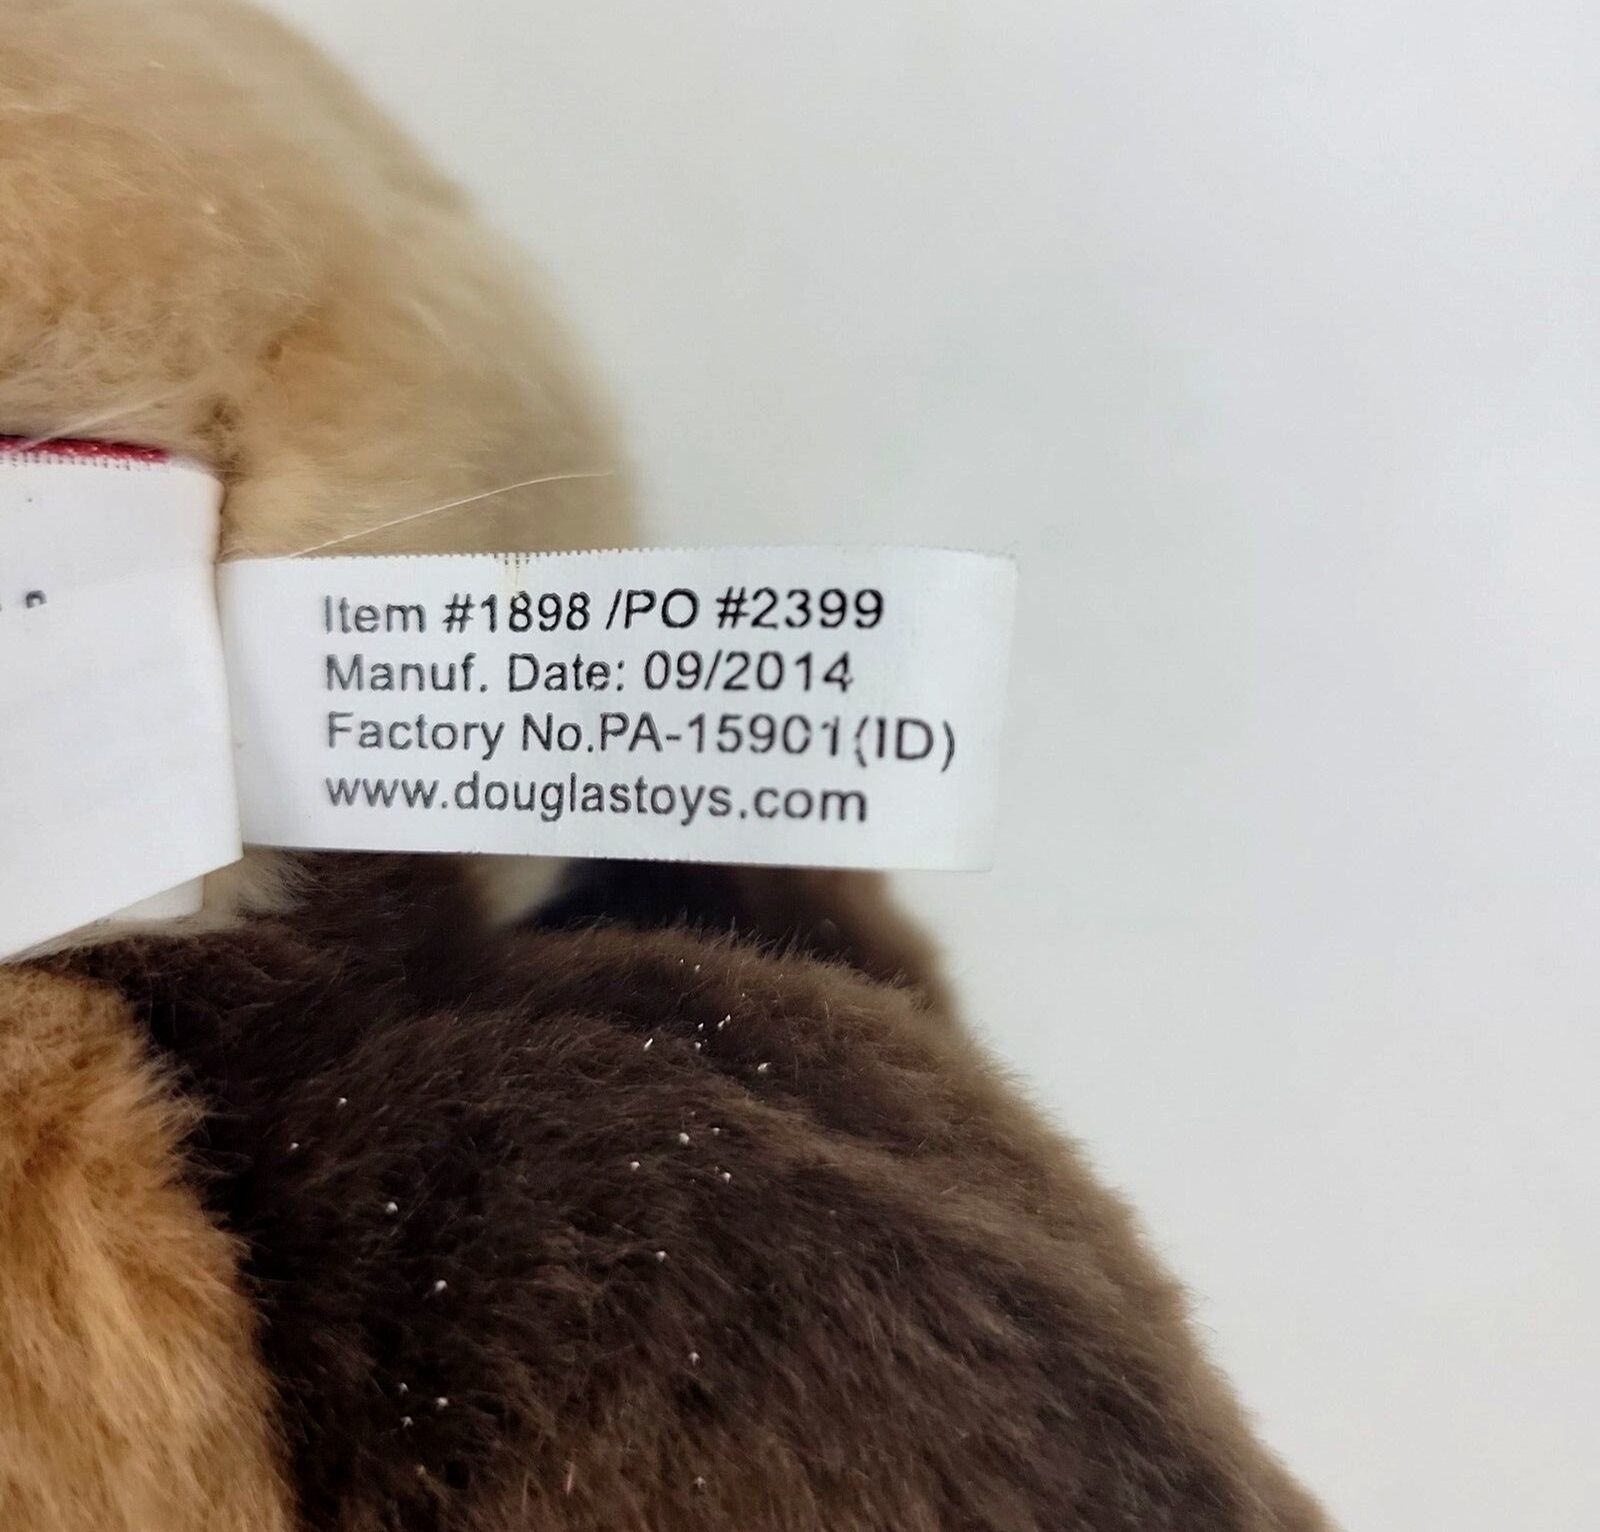 Item #1898 /PO #2399
Manuf. Date: 09/2014
Factory No.PA-15901(ID)
www.douglastoys.com